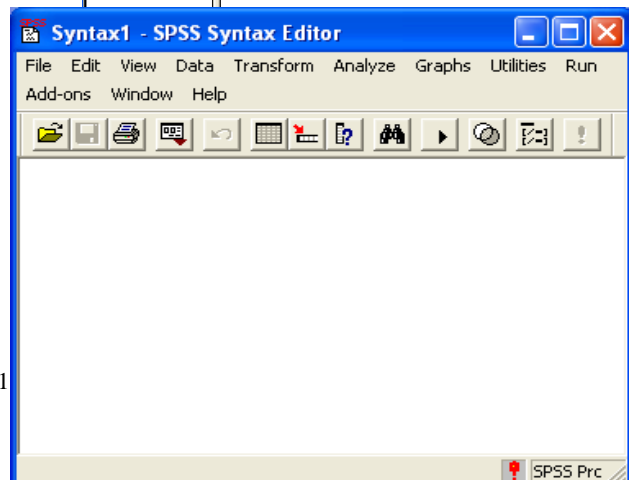 Syntax1 - SPSS Syntax Editor
File Edit View Data Transform Analyze Graphs Utilities Run
Add-ons Window Help
1
SPSS Prc